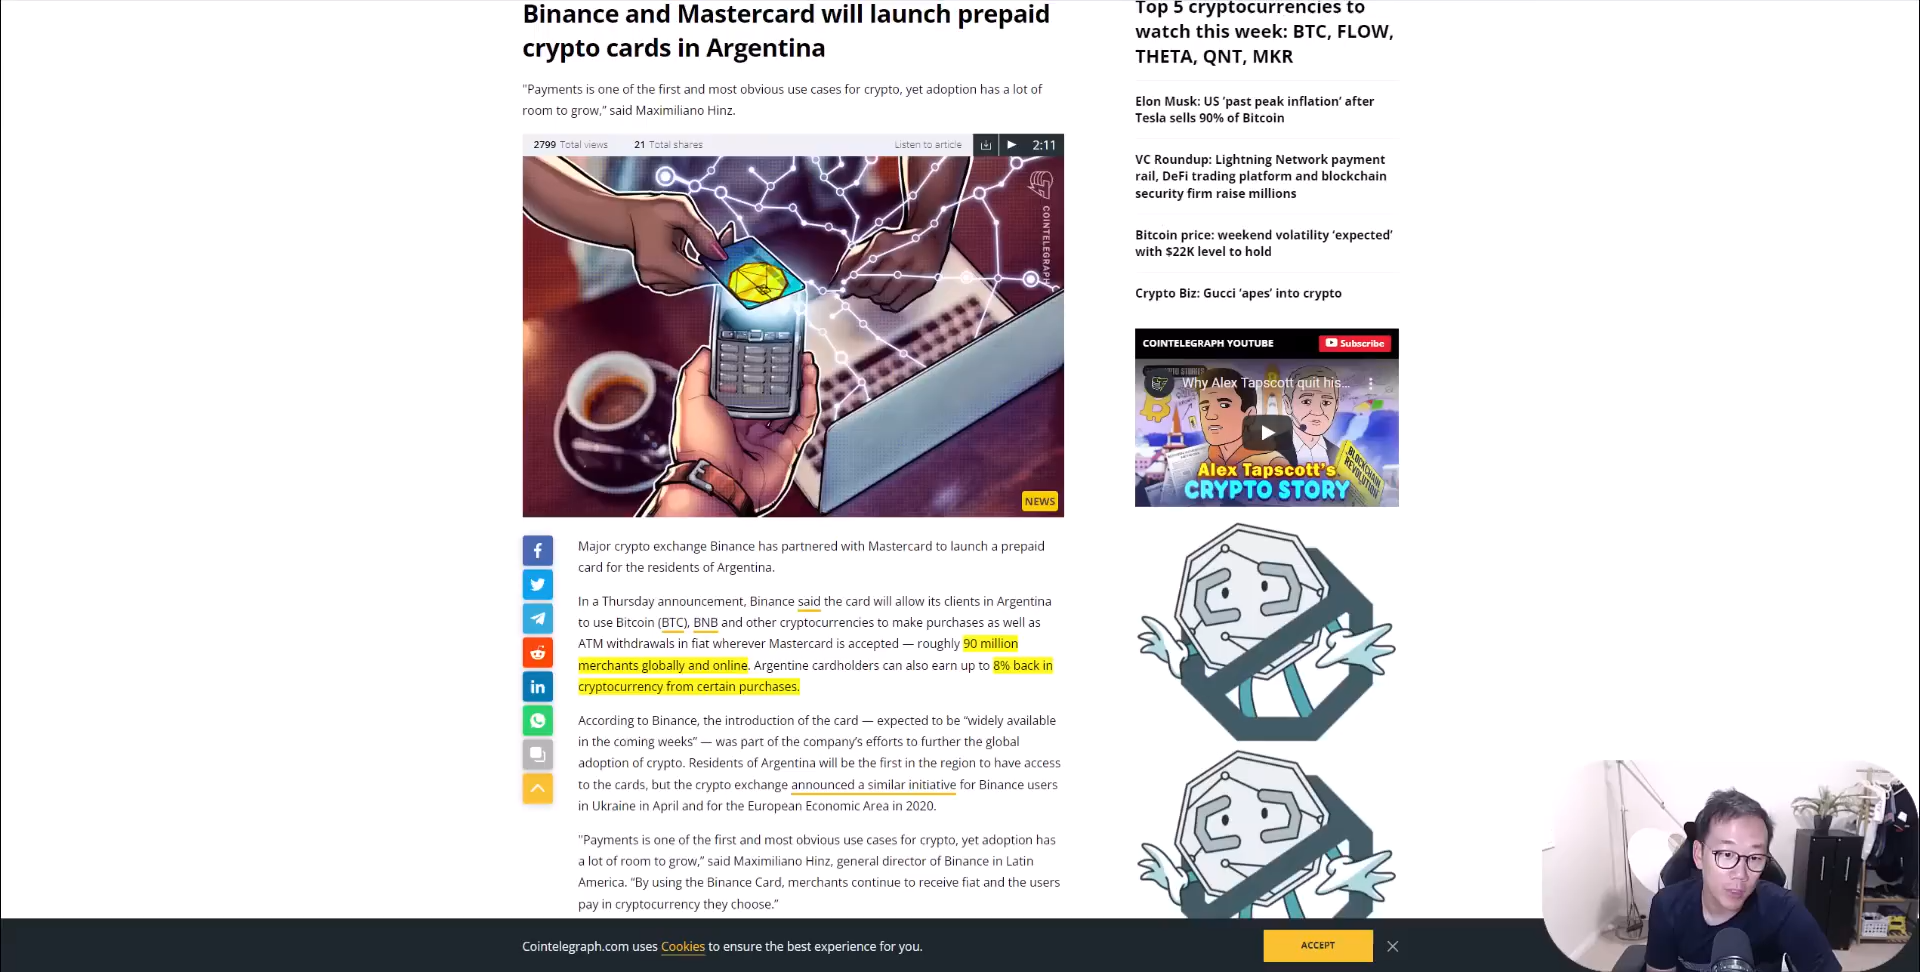 Binance and Mastercard will launch prepaid
crypto cards in Argentina
"Payments is one of the first and most obvious use cases for crypto, yet adoption has a lot of
room to grow,” said Maximiliano Hinz.
2799 Total views 21 Total shares Listen to article 2:11
COINTELEGRAPH
NEWS
Major crypto exchange Binance has partnered with Mastercard to launch a prepaid
card for the residents of Argentina.
In a Thursday announcement, Binance said the card will allow its clients in Argentina
to use Bitcoin (BTC), BNB and other cryptocurrencies to make purchases as well as
ATM withdrawals in fiat wherever Mastercard is accepted — roughly 90 million
merchants globally and online. Argentine cardholders can also earn up to 8% back in
cryptocurrency from certain purchases.
According to Binance, the introduction of the card — expected to be “widely available
in the coming weeks” — was part of the company’s efforts to further the global
adoption of crypto. Residents of Argentina will be the first in the region to have access
to the cards, but the crypto exchange announced a similar initiative for Binance users
in Ukraine in April and for the European Economic Area in 2020.
"Payments is one of the first and most obvious use cases for crypto, yet adoption has
a lot of room to grow,” said Maximiliano Hinz, general director of Binance in Latin
America. “By using the Binance Card, merchants continue to receive fiat and the users
pay in cryptocurrency they choose.”
Top 5 cryptocurrencies to
watch this week: BTC, FLOW,
THETA, QNT, MKR
Elon Musk: US ‘past peak inflation’ after
Tesla sells 90% of Bitcoin
VC Roundup: Lightning Network payment
rail, DeFi trading platform and blockchain
security firm raise millions
Bitcoin price: weekend volatility ‘expected’
with $22K level to hold
Crypto Biz: Gucci ‘apes’ into crypto
COINTELEGRAPH YOUTUBE Subscribe
Why Alex Tapscott quit his...
BLOCKCHAIN
REVOLUTION
Alex Tapscott's
CRYPTO STORY
Cointelegraph.com uses Cookies to ensure the best experience for you.
ACCEPT